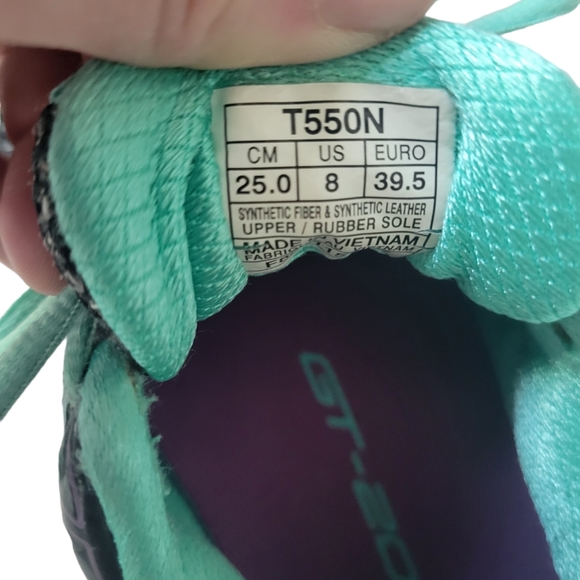 T550N
CM US EURO
25.0 8 39.5
SYNTHETIC FIBER & SYNTHETIC LEATHER
UPPER / RUBBER SOLE
MADE VIETNAM
GT-20